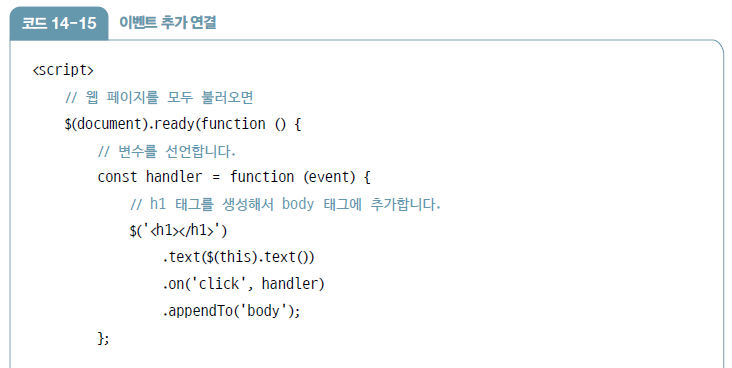 코드 14-15 이벤트 추가 연결
<script>
// 웹 페이지를 모두 불러오면
$(document).ready(function () {
// 변수를 선언합니다.
const handler = function (event) {
// h1 태그를 생성해서 body 태그에 추가합니다.
$('<h1></h1>')
.text($(this).text())
.on('click', handler)
.appendTo('body');
};